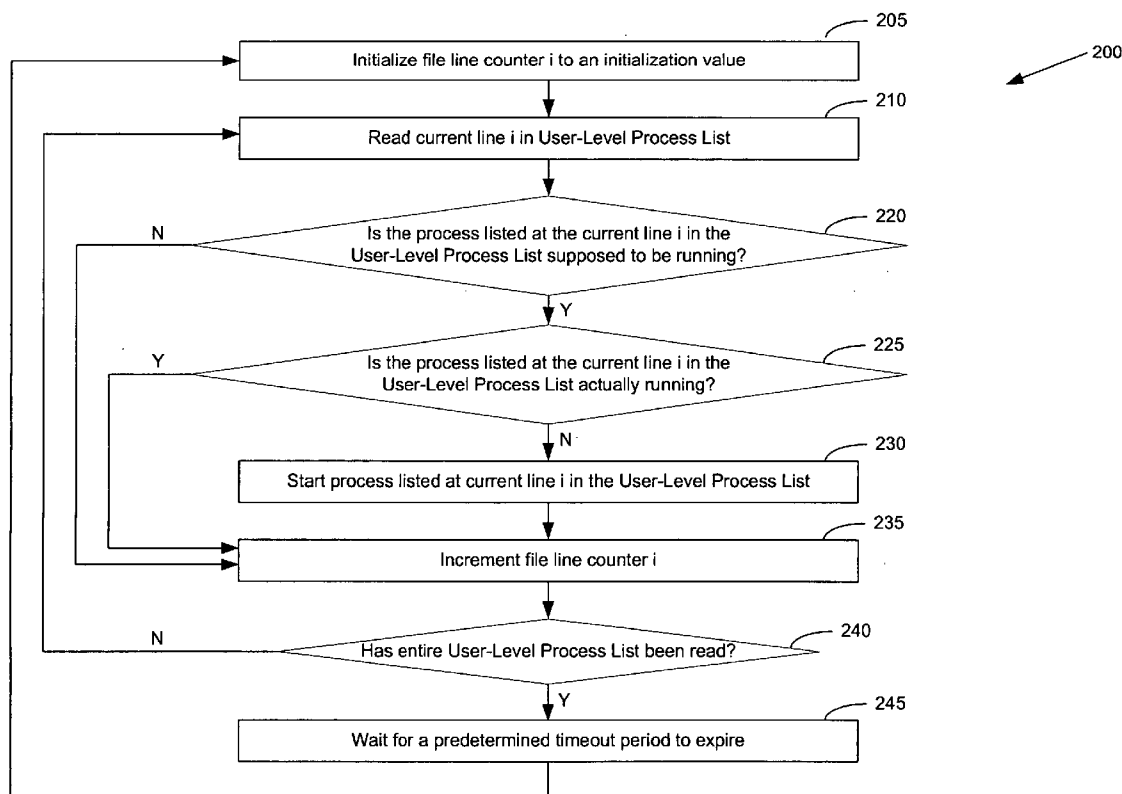 205
Initialize file line counter i to an initialization value
200
210
Read current line i in User-Level Process List
220
N
Is the process listed at the current line i in the
User-Level Process List supposed to be running?
Y
225
Y
Is the process listed at the current line i in the
User-Level Process List actually running?
N
230
Start process listed at current line i in the User-Level Process List
235
Increment file line counter i
N
240
Has entire User-Level Process List been read?
Y
245
Wait for a predetermined timeout period to expire